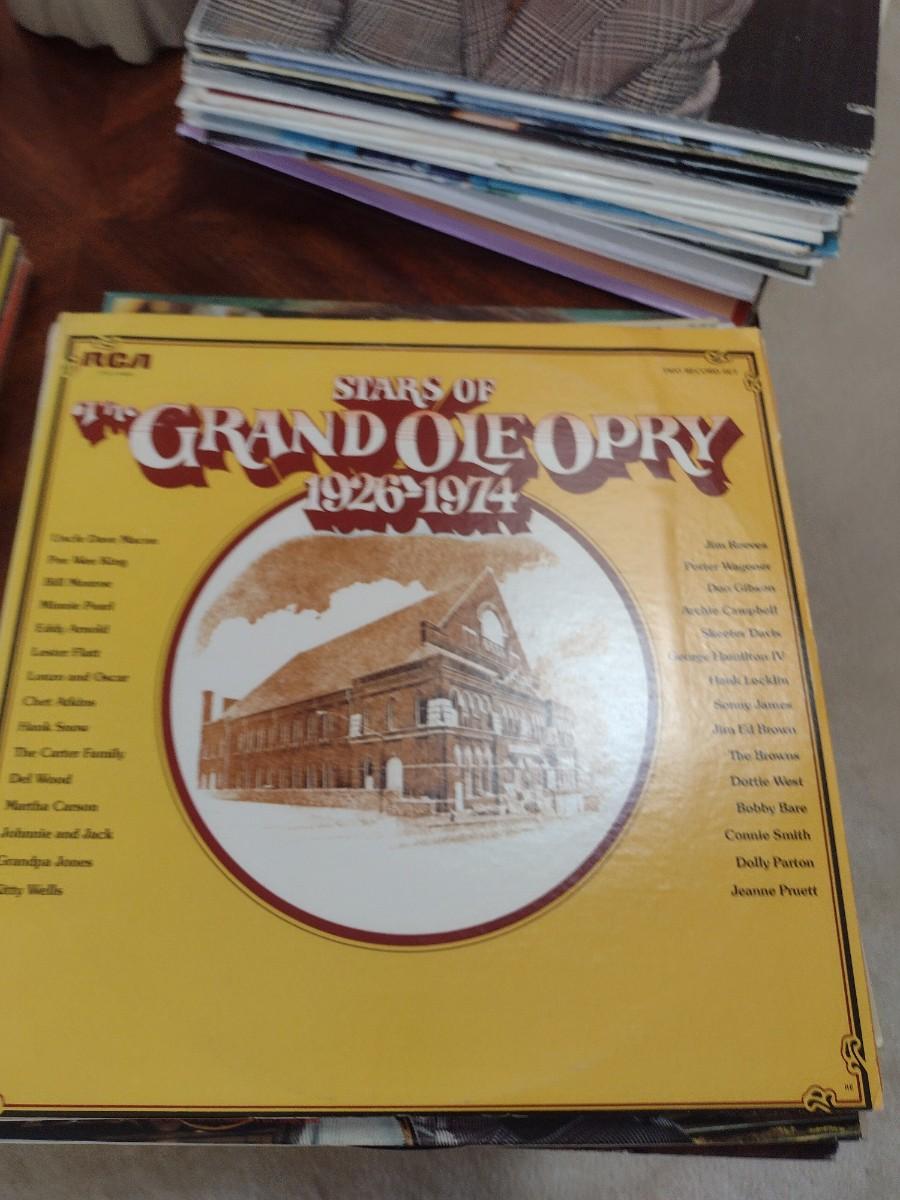 RCA
TWO RECORD SET
STARS OF
THE GRAND OLE OPRY
1926-1974
Uncle Dave Macon
Pee Wee King
Bill Monroe
Minnie Pearl
Eddy Arnold
Lester Flatt
Lonzo and Oscar
Chet Atkins
Hank Snow
The Carter Family
Del Wood
Martha Carson
Johnnie and Jack
Grandpa Jones
Kitty Wells
Jim Reeves
Porter Wagoner
Don Gibson
Archie Campbell
Skeeter Davis
George Hamilton IV
Hank Locklin
Sonny James
Jim Ed Brown
The Browns
Dottie West
Bobby Bare
Connie Smith
Dolly Parton
Jeanne Pruett